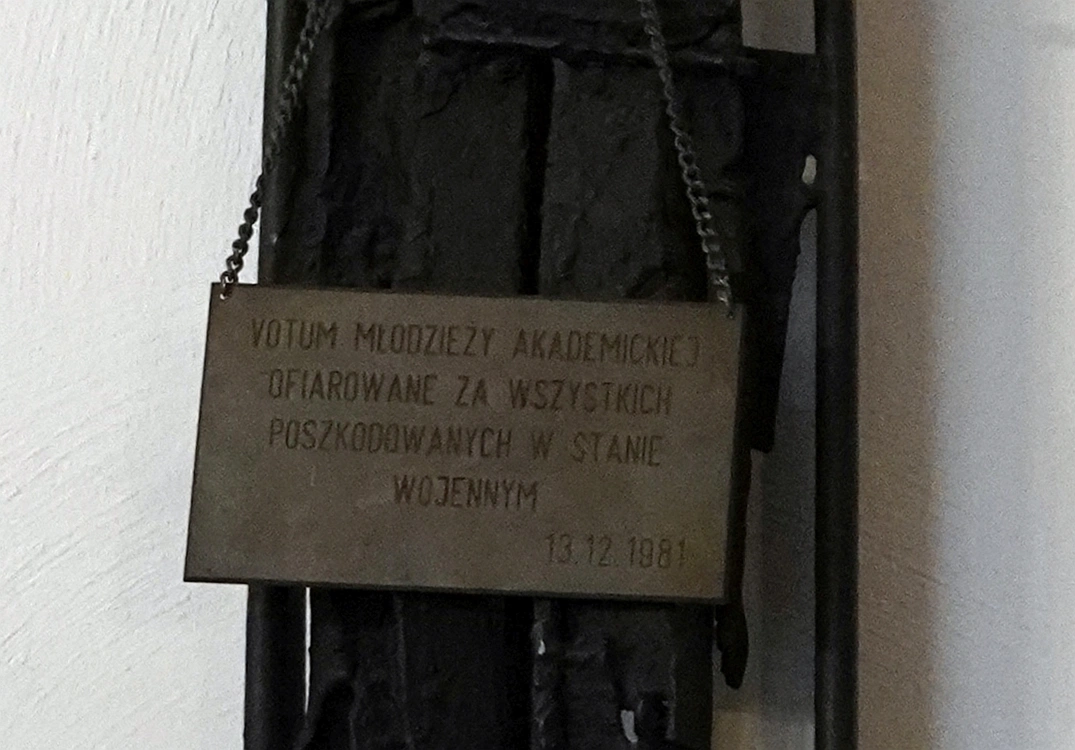 VOTUM MŁODZIEŻY AKADEMICKIEJ
OFIAROWANE ZA WSZYSTKICH
POSZKODOWANYCH W STANIE
WOJENNYM
13.12.1981